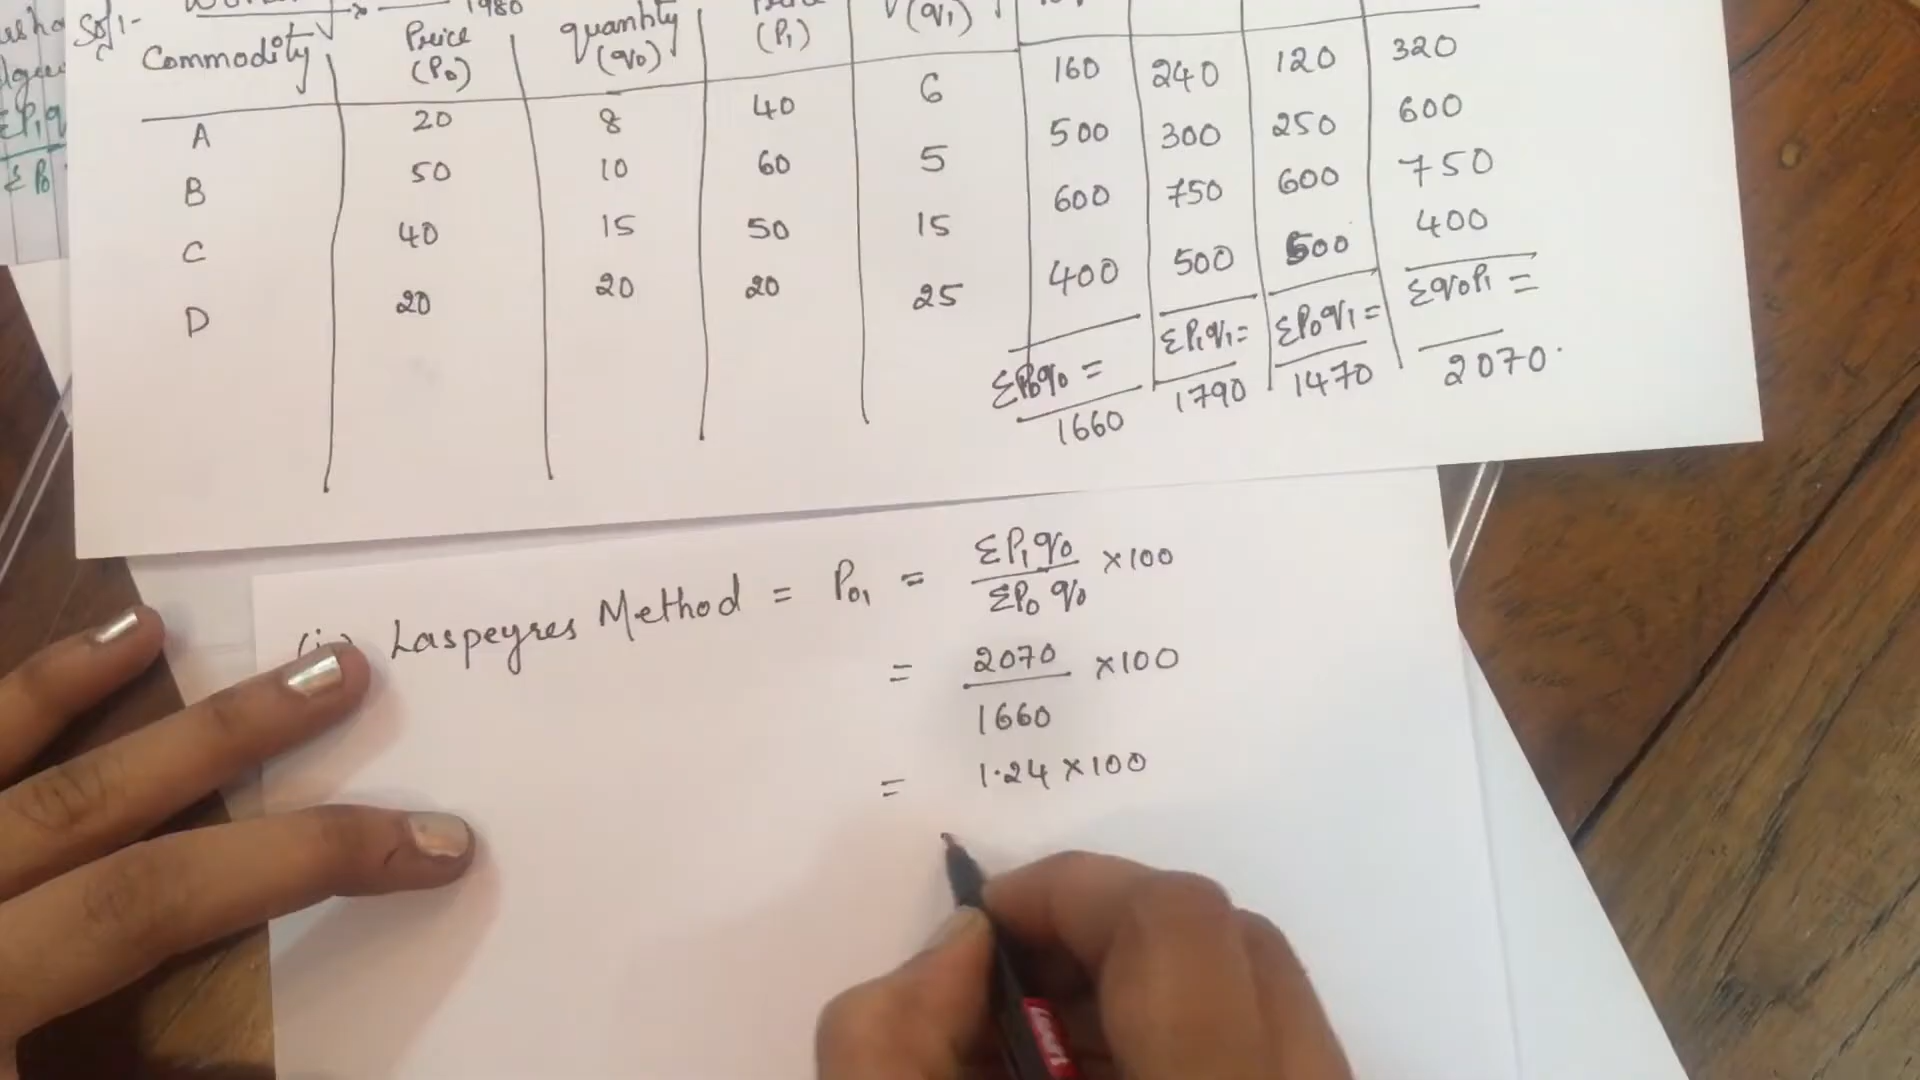 1980
Sol:-
Commodity Price (P0) quantity (q0) (P1) (q1)
A 20 8 40 6 160 240 120 320
B 50 10 60 5 500 300 250 600
C 40 15 50 15 600 750 600 750
D 20 20 20 25 400 500 500 400
ΣP0q0 = ΣP1q1= ΣP0q1= Σq0P1=
1660 1790 1470 2070.
Laspeyres Method = P01 = ΣP1q0 / ΣP0q0 ×100
= 2070 / 1660 ×100
= 1.24×100